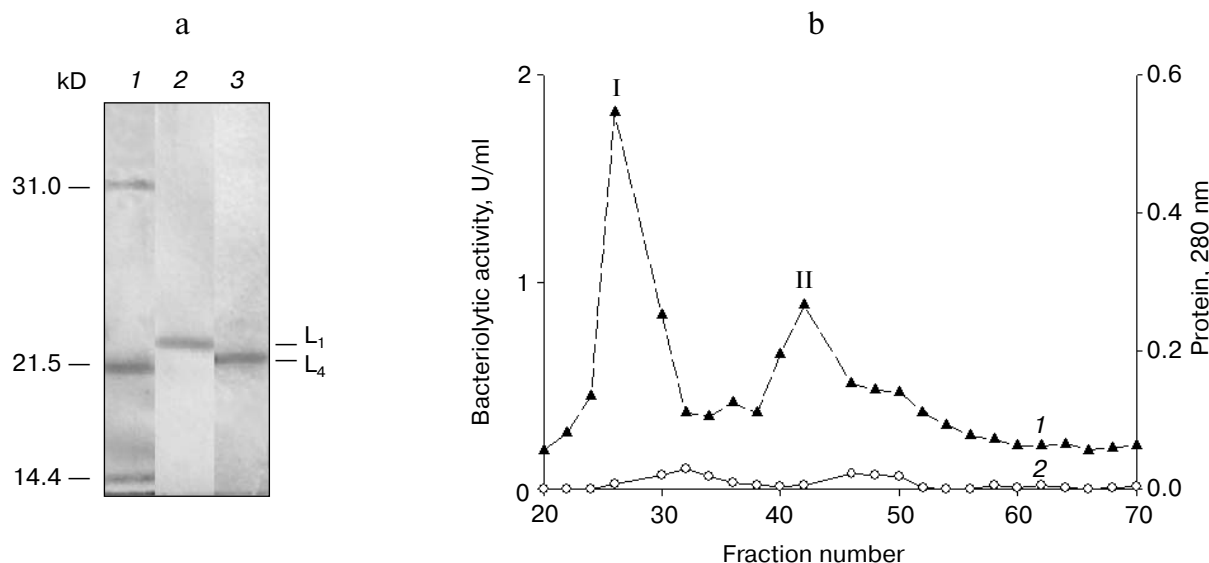 a
kD 1 2 3
31.0 —
21.5 —
14.4 —
L₁
L₄
b
Bacteriolytic activity, U/ml
2
1
0
I
II
1
2
0.6
0.4
0.2
0.0
Protein, 280 nm
20 30 40 50 60 70
Fraction number